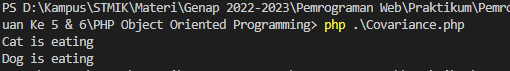 PS D:\Kampus\STMIK\Materi\Genap 2022-2023\Pemrograman Web\Praktikum\Pemro
uan Ke 5 & 6\PHP Object Oriented Programming> php .\Covariance.php
Cat is eating
Dog is eating